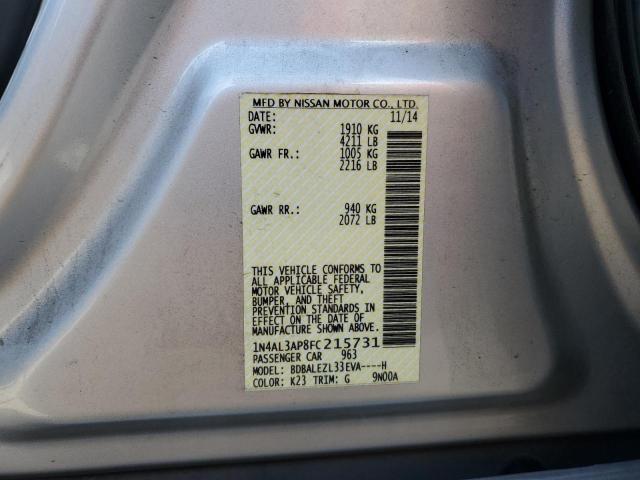 MFD BY NISSAN MOTOR CO., LTD.
DATE: 11/14
GVWR: 1910 KG
4211 LB
GAWR FR.: 1005 KG
2216 LB
GAWR RR.: 940 KG
2072 LB
THIS VEHICLE CONFORMS TO
ALL APPLICABLE FEDERAL
MOTOR VEHICLE SAFETY,
BUMPER, AND THEFT
PREVENTION STANDARDS IN
EFFECT ON THE DATE OF
MANUFACTURE SHOWN ABOVE.
1N4AL3AP8FC215731
PASSENGER CAR 963
MODEL: BDBALEZL33EVA----H
COLOR: K23 TRIM: G 9N00A